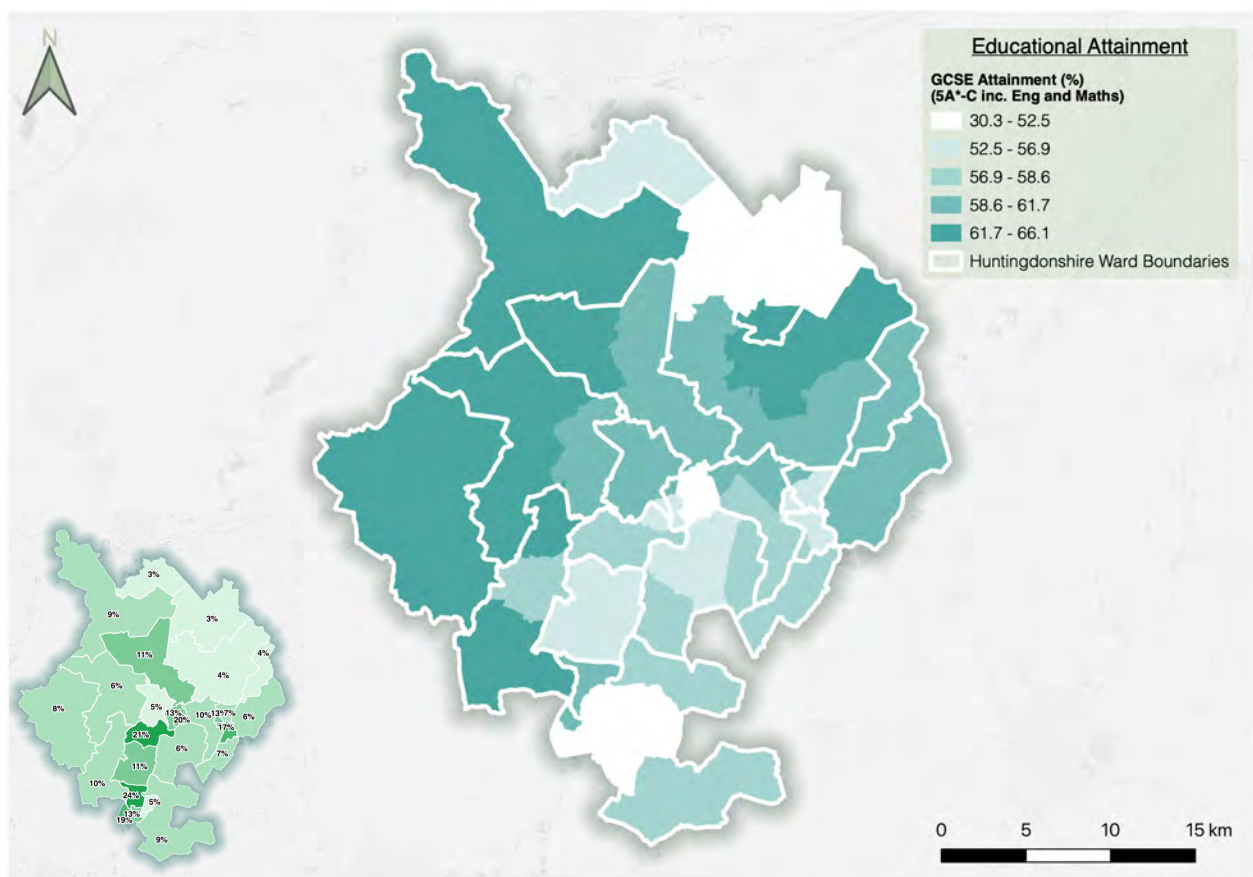 N
Educational Attainment
GCSE Attainment (%)
(5A*-C inc. Eng and Maths)
30.3 - 52.5
52.5 - 56.9
56.9 - 58.6
58.6 - 61.7
61.7 - 66.1
Huntingdonshire Ward Boundaries
3%
9%
3%
11%
4%
4%
6%
8%
5%
13%
20%
10%
13%
7%
6%
17%
21%
6%
7%
11%
10%
24%
5%
13%
19%
9%
0 5 10 15 km